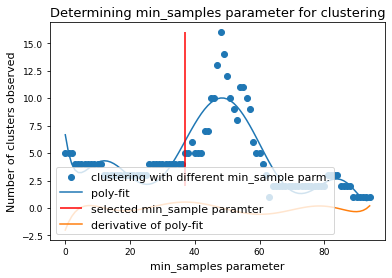 Determining min_samples parameter for clustering
Number of clusters observed
15.0
12.5
10.0
7.5
5.0
2.5
0.0
−2.5
clustering with different min_sample parm.
poly-fit
selected min_sample paramter
derivative of poly-fit
0 20 40 60 80
min_samples parameter